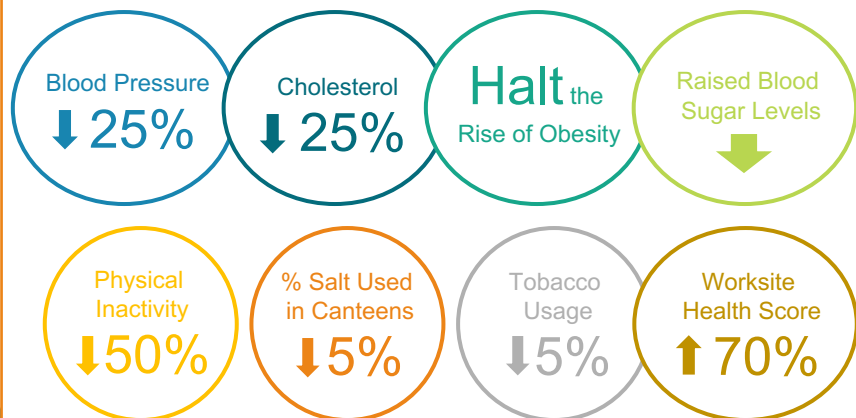 Blood Pressure
25%
Cholesterol
25%
Halt the
Rise of Obesity
Raised Blood
Sugar Levels
Physical
Inactivity
50%
% Salt Used
in Canteens
5%
Tobacco
Usage
5%
Worksite
Health Score
70%